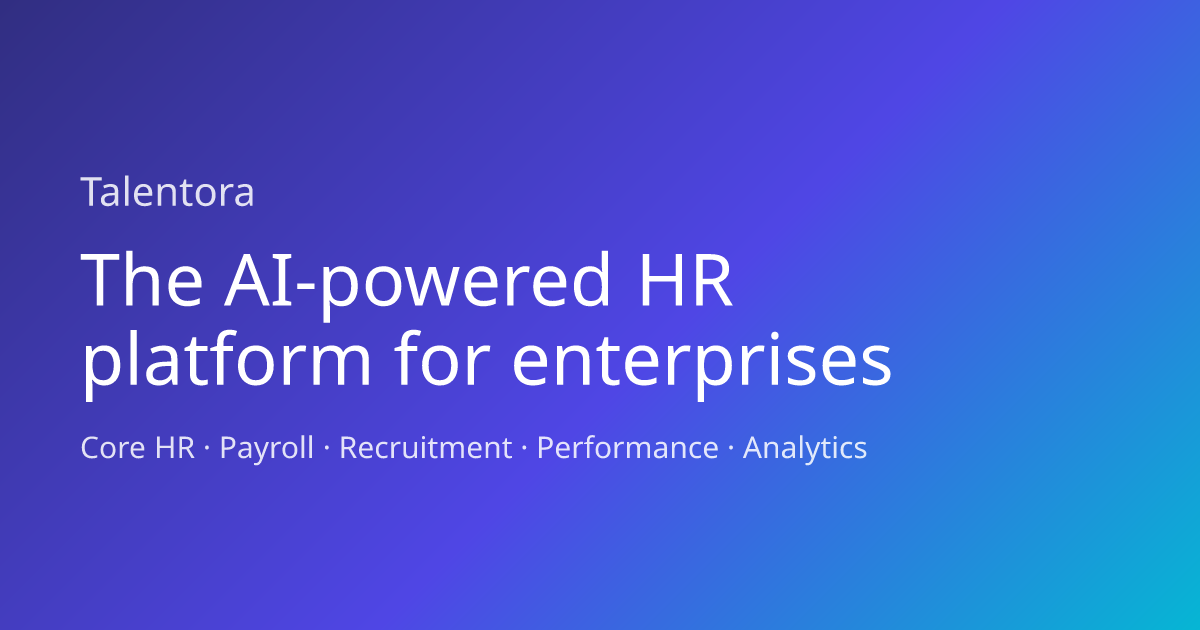 Talentora
The AI-powered HR
platform for enterprises
Core HR · Payroll · Recruitment · Performance · Analytics